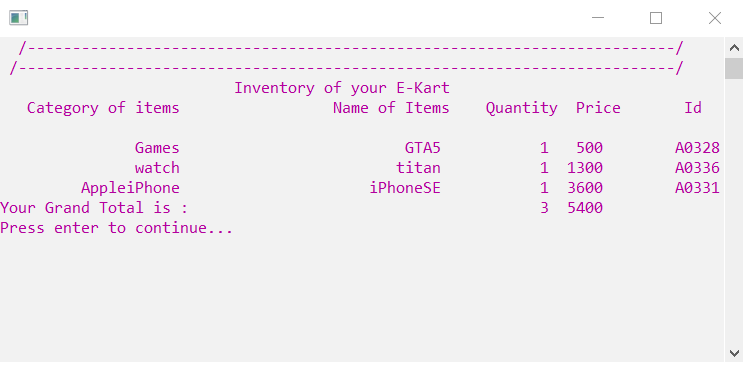 /------------------------------------------------------------------------/
/-------------------------------------------------------------------------/
Inventory of your E-Kart
Category of items Name of Items Quantity Price Id
Games GTA5 1 500 A0328
watch titan 1 1300 A0336
AppleiPhone iPhoneSE 1 3600 A0331
Your Grand Total is : 3 5400
Press enter to continue...